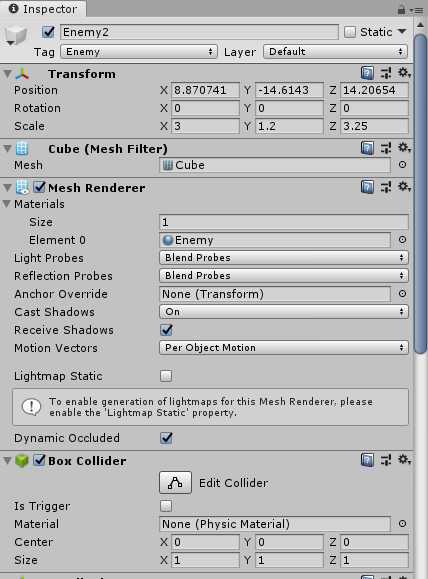 Inspector
Enemy2 Static
Tag Enemy Layer Default
Transform
Position X 8.870741 Y -14.6143 Z 14.20654
Rotation X 0 Y 0 Z 0
Scale X 3 Y 1.2 Z 3.25
Cube (Mesh Filter)
Mesh Cube
Mesh Renderer
Materials
Size 1
Element 0 Enemy
Light Probes Blend Probes
Reflection Probes Blend Probes
Anchor Override None (Transform)
Cast Shadows On
Receive Shadows
Motion Vectors Per Object Motion
Lightmap Static
To enable generation of lightmaps for this Mesh Renderer, please
enable the 'Lightmap Static' property.
Dynamic Occluded
Box Collider
Edit Collider
Is Trigger
Material None (Physic Material)
Center X 0 Y 0 Z 0
Size X 1 Y 1 Z 1